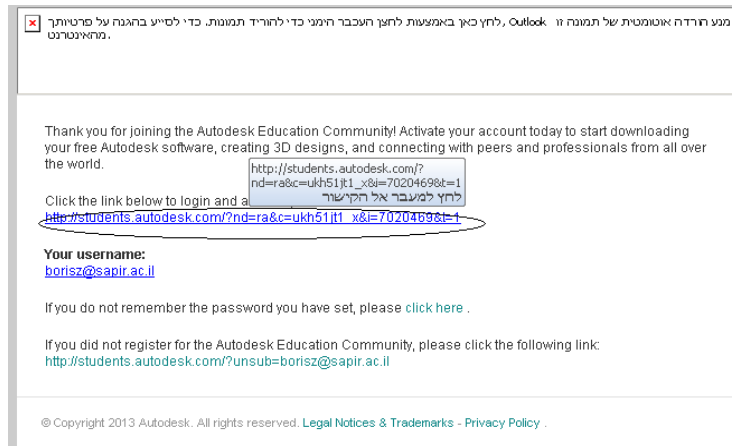 מנע הורדה אוטומטית של תמונה זו Outlook ,לחץ כאן באמצעות לחצן העכבר הימני כדי להוריד תמונות. כדי לסייע בהגנה על פרטיותך
מהאינטרנט.
Thank you for joining the Autodesk Education Community! Activate your account today to start downloading
your free Autodesk software, creating 3D designs, and connecting with peers and professionals from all over
the world.
http://students.autodesk.com/?
nd=ra&c=ukh51jt1_x&i=7020469&t=1
לחץ למעבר אל הקישור
Click the link below to login and a
http://students.autodesk.com/?nd=ra&c=ukh51jt1_x&i=7020469&t=1
Your username:
borisz@sapir.ac.il
If you do not remember the password you have set, please click here .
If you did not register for the Autodesk Education Community, please click the following link:
http://students.autodesk.com/?unsub=borisz@sapir.ac.il
© Copyright 2013 Autodesk. All rights reserved. Legal Notices & Trademarks - Privacy Policy .